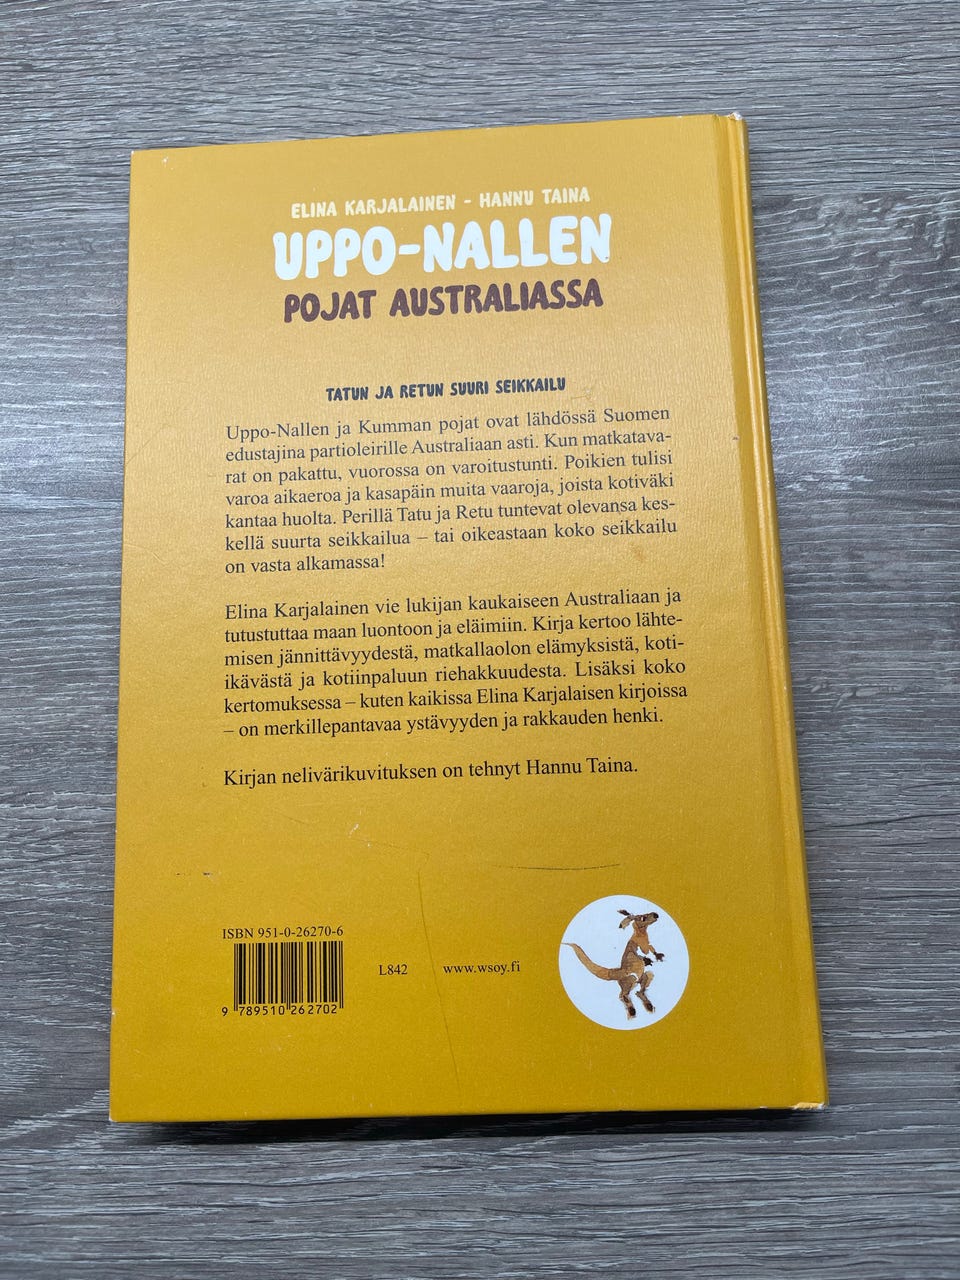 ELINA KARJALAINEN - HANNU TAINA
UPPO-NALLEN
POJAT AUSTRALIASSA
TATUN JA RETUN SUURI SEIKKAILU
Uppo-Nallen ja Kumman pojat ovat lähdössä Suomen
edustajina partioleirille Australiaan asti. Kun matkatava-
rat on pakattu, vuorossa on varoitustunti. Poikien tulisi
varoa aikaeroa ja kasapäin muita vaaroja, joista kotiväki
kantaa huolta. Perillä Tatu ja Retu tuntevat olevansa kes-
kellä suurta seikkailua – tai oikeastaan koko seikkailu
on vasta alkamassa!
Elina Karjalainen vie lukijan kaukaiseen Australiaan ja
tutustuttaa maan luontoon ja eläimiin. Kirja kertoo lähte-
misen jännittävyydestä, matkallaolon elämyksistä, koti-
ikävästä ja kotiinpaluun riehakkuudesta. Lisäksi koko
kertomuksessa – kuten kaikissa Elina Karjalaisen kirjoissa
– on merkillepantavaa ystävyyden ja rakkauden henki.
Kirjan nelivärikuvituksen on tehnyt Hannu Taina.
ISBN 951-0-26270-6
L842 www.wsoy.fi
9 789510 262702